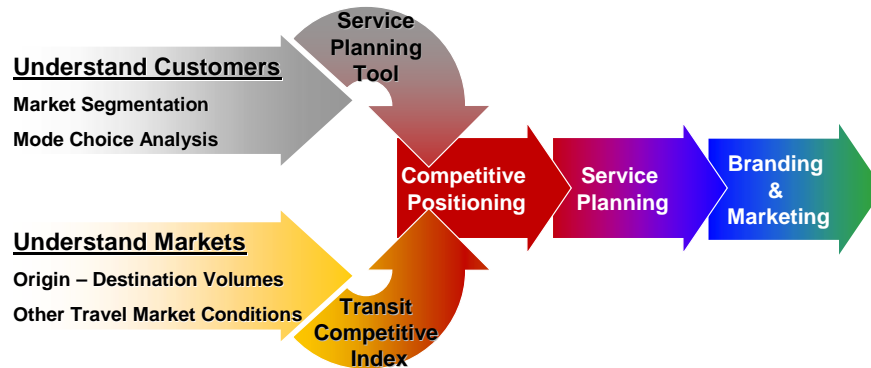 Service
Planning
Tool
Understand Customers
Market Segmentation
Mode Choice Analysis
Competitive
Positioning
Service
Planning
Branding
&
Marketing
Understand Markets
Origin – Destination Volumes
Other Travel Market Conditions
Transit
Competitive
Index